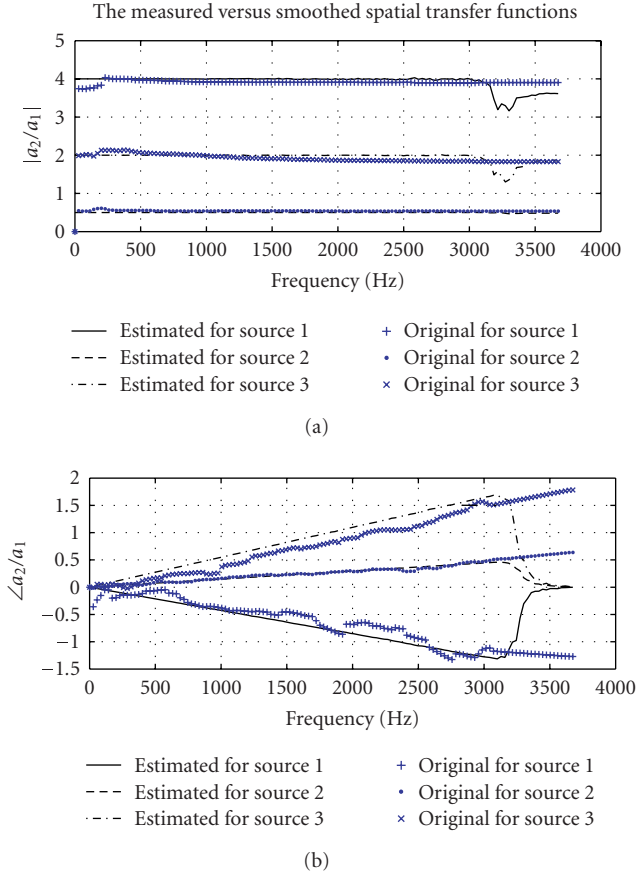 The measured versus smoothed spatial transfer functions
5
4
3
2
1
0
|a₂/a₁|
0 500 1000 1500 2000 2500 3000 3500 4000
Frequency (Hz)
Estimated for source 1
Estimated for source 2
Estimated for source 3
Original for source 1
Original for source 2
Original for source 3
(a)
2
1.5
1
0.5
0
−0.5
−1
−1.5
∠a₂/a₁
0 500 1000 1500 2000 2500 3000 3500 4000
Frequency (Hz)
Estimated for source 1
Estimated for source 2
Estimated for source 3
Original for source 1
Original for source 2
Original for source 3
(b)